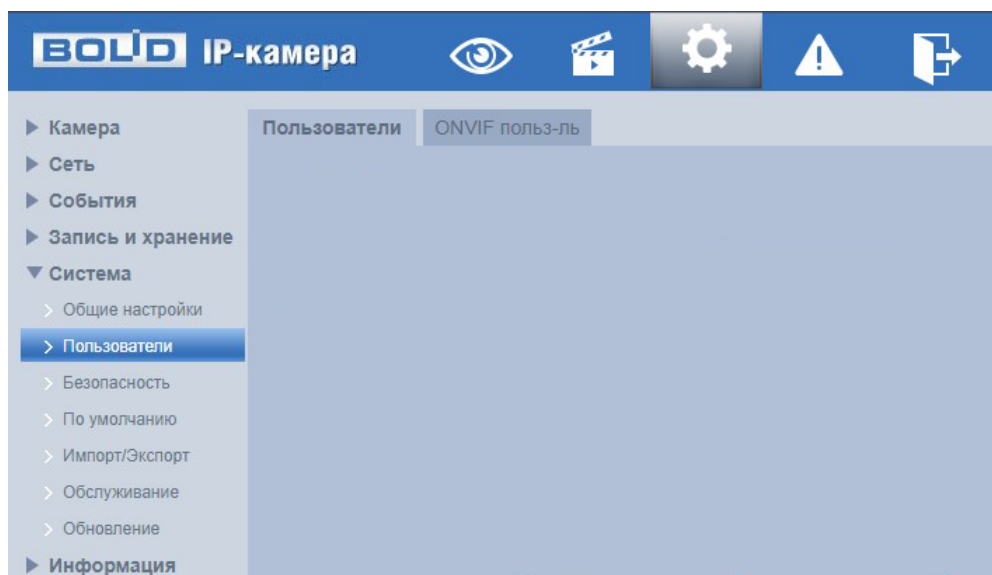 BOLID IP-камера
Пользователи ONVIF польз-ль
Камера
Сеть
События
Запись и хранение
Система
Общие настройки
Пользователи
Безопасность
По умолчанию
Импорт/Экспорт
Обслуживание
Обновление
Информация